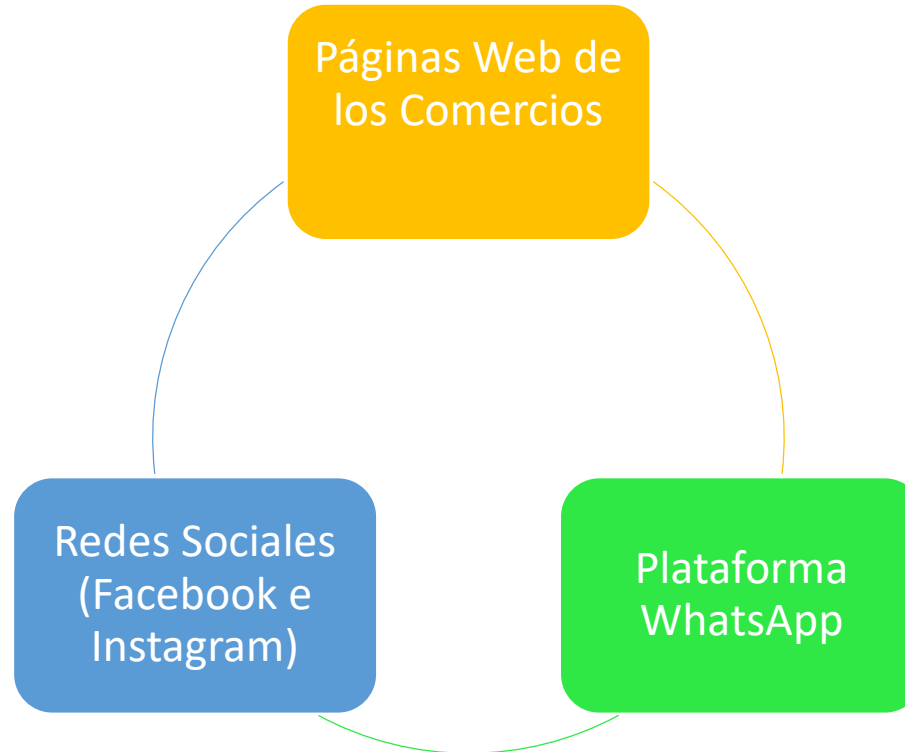 Páginas Web de
los Comercios
Redes Sociales
(Facebook e
Instagram)
Plataforma
WhatsApp